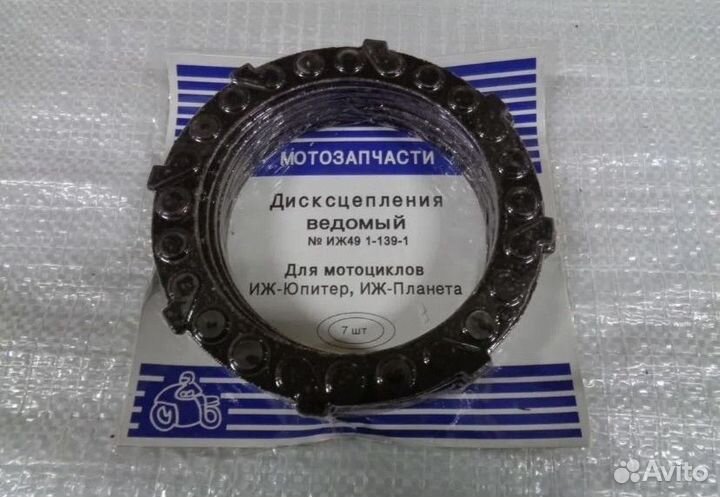 МОТОЗАПЧАСТИ
Дисксцепления
ведомый
№ ИЖ49 1-139-1
Для мотоциклов
ИЖ-Юпитер, ИЖ-Планета
7 шт
Avito